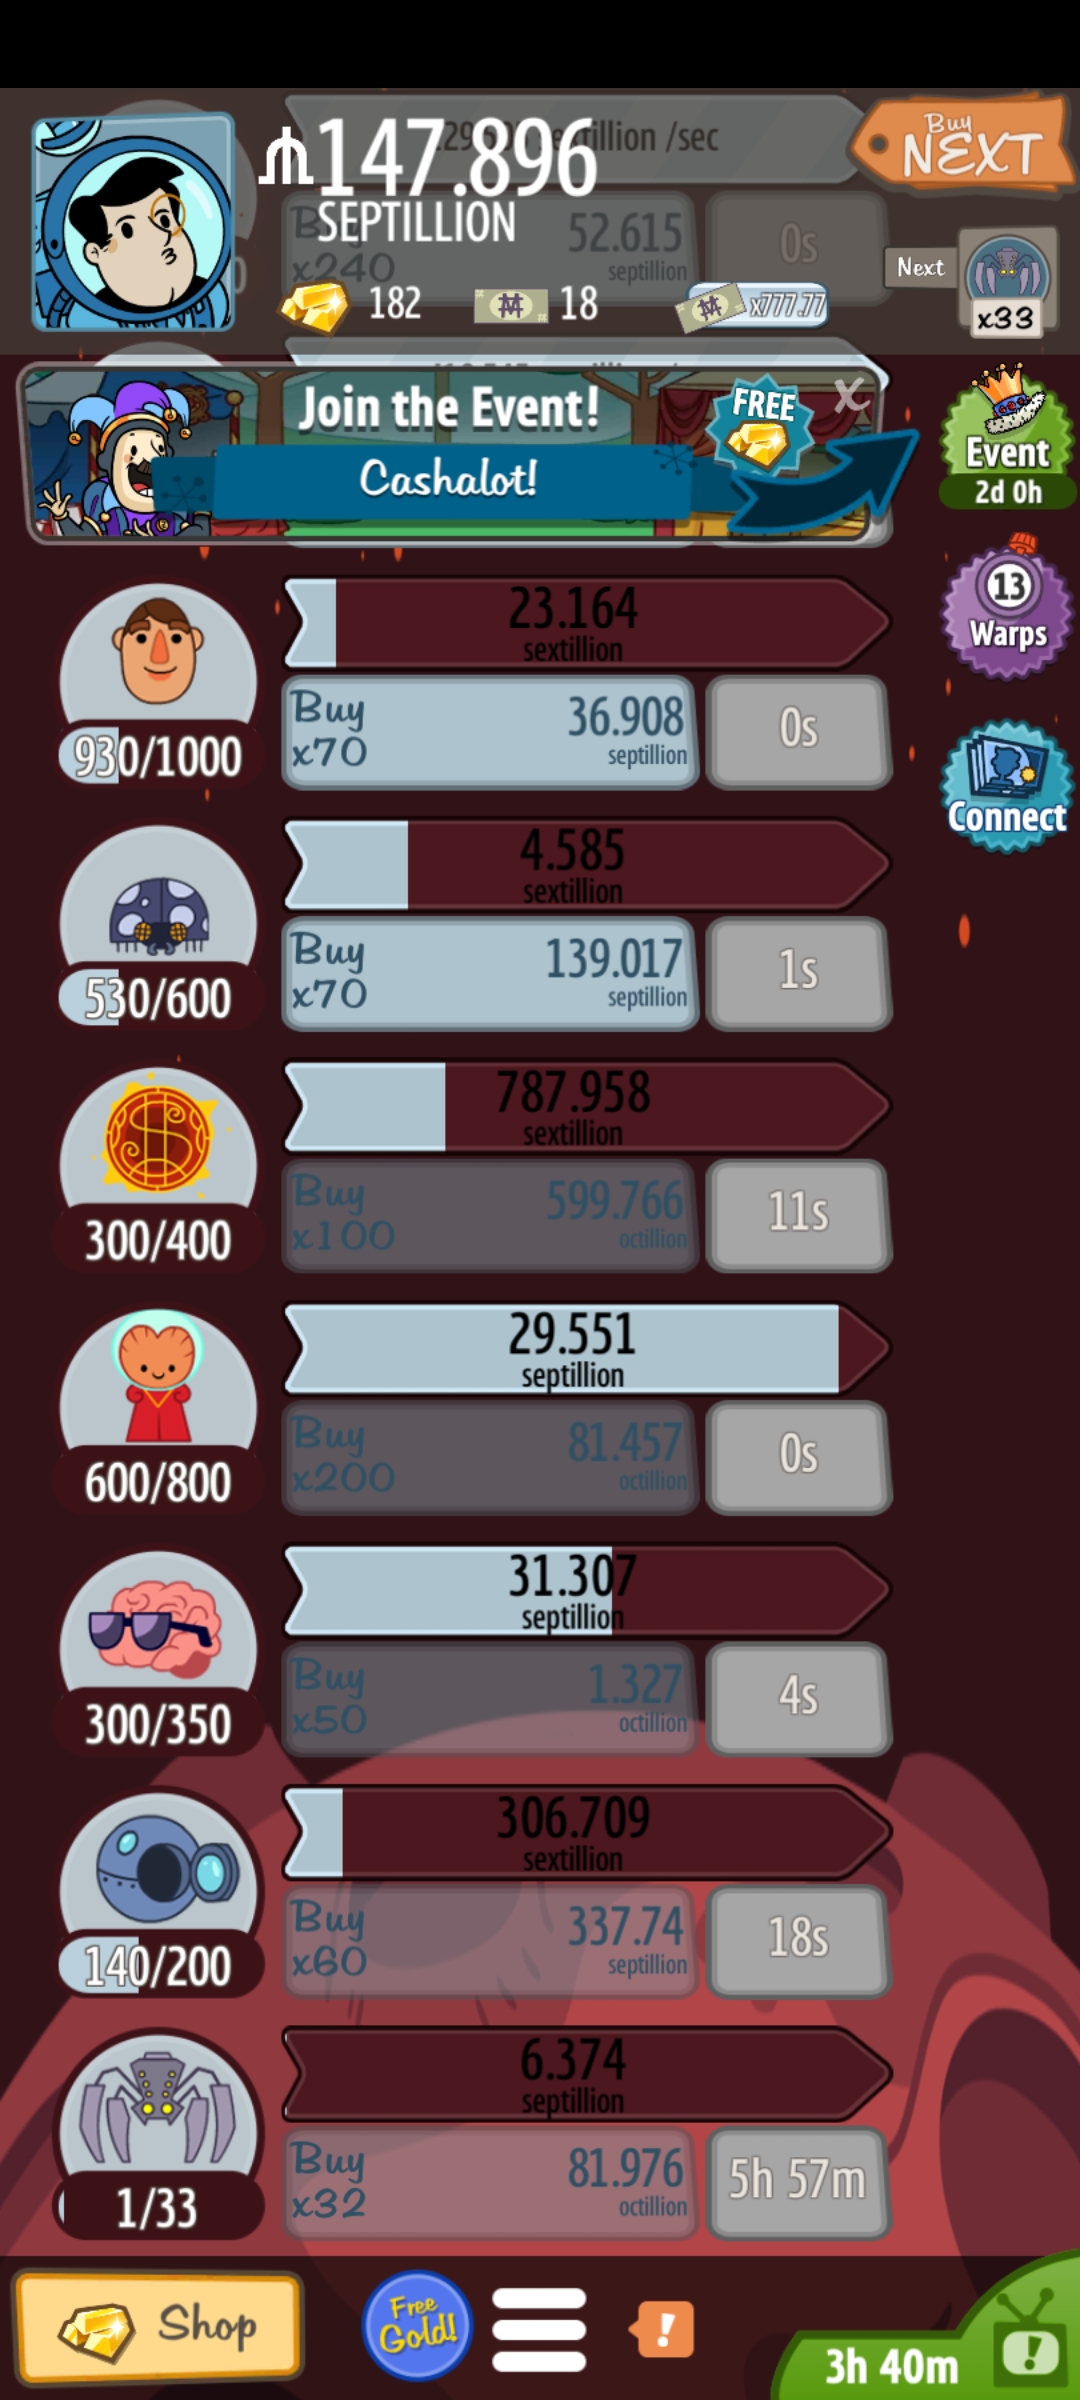 ₥147.896
SEPTILLION
/sec
Buy
NEXT
x240
52.615
septillion
0s
182
18
x777.77
Next
x33
Join the Event!
FREE
X
Cashalot!
Event
2d 0h
13
Warps
Connect
23.164
sextillion
930/1000
Buy
x70
36.908
septillion
0s
4.585
sextillion
530/600
Buy
x70
139.017
septillion
1s
787.958
sextillion
300/400
Buy
x100
599.766
octillion
11s
29.551
septillion
600/800
Buy
x200
81.457
octillion
0s
31.307
septillion
300/350
Buy
x50
1.327
octillion
4s
306.709
sextillion
140/200
Buy
x60
337.74
septillion
18s
6.374
septillion
1/33
Buy
x32
81.976
octillion
5h 57m
Shop
Free
Gold!
!
3h 40m
!